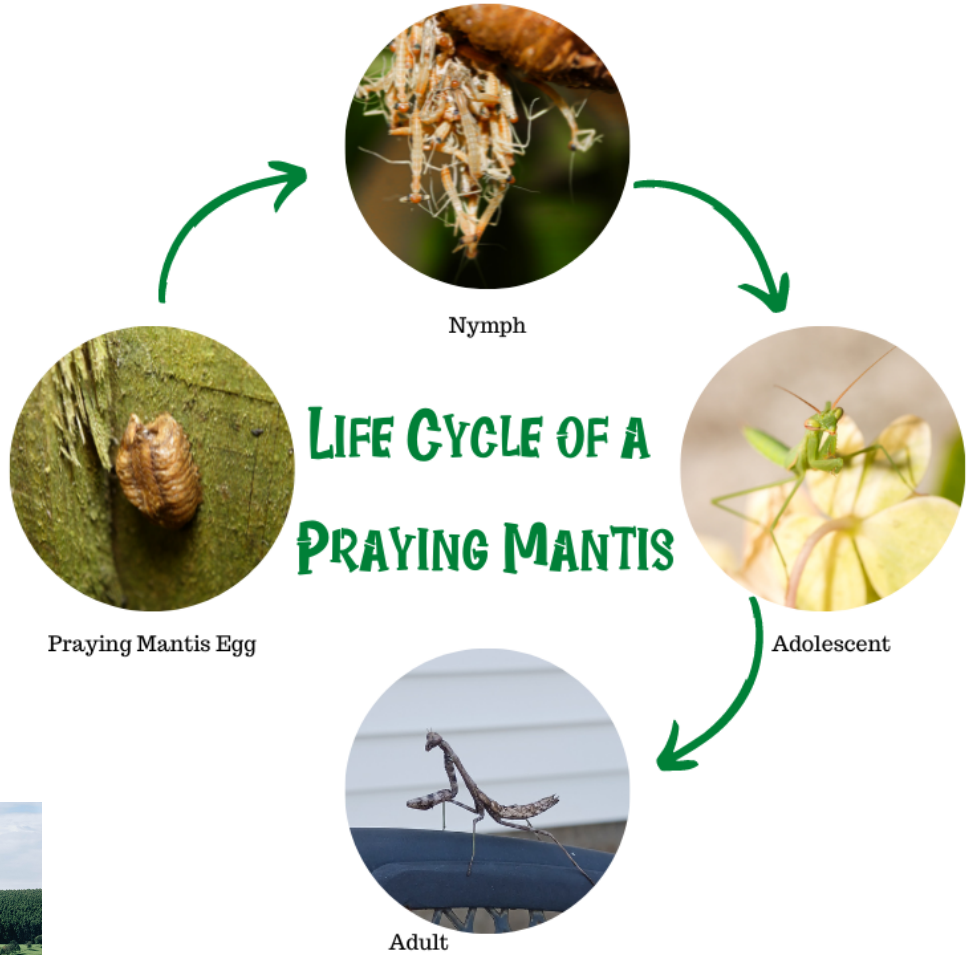 Nymph
LIFE CYCLE OF A
PRAYING MANTIS
Praying Mantis Egg
Adolescent
Adult